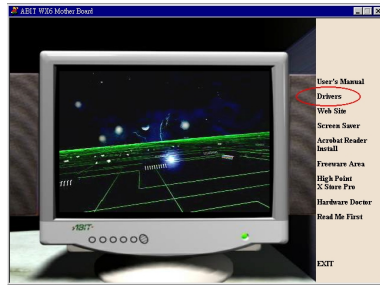 ABIT WX6 Mother Board
User's Manual
Drivers
Web Site
Screen Saver
Acrobat Reader
Install
Freeware Area
High Point
X Store Pro
Hardware Doctor
Read Me First
EXIT
ABIT